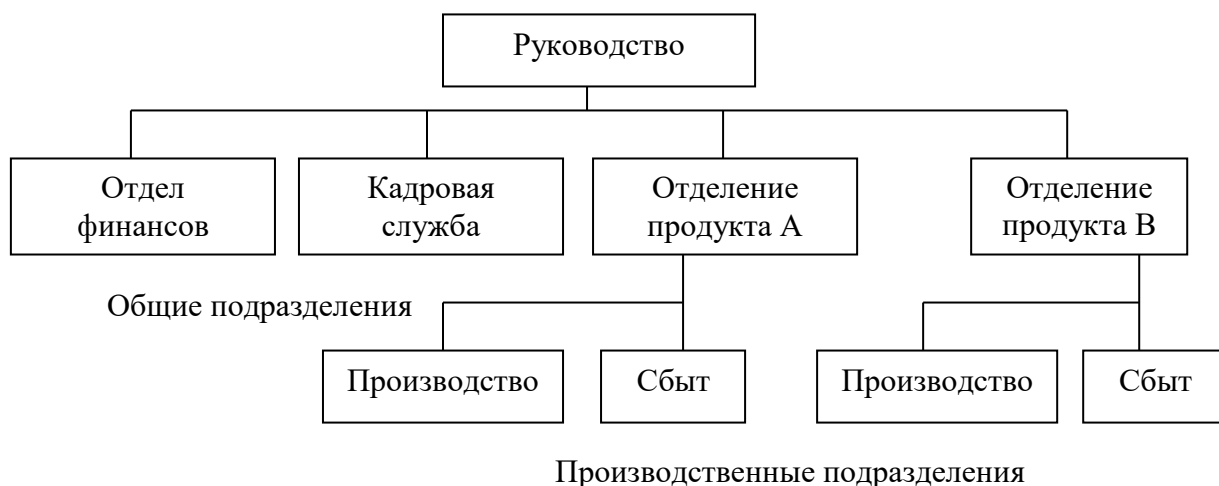 Руководство
Отдел
финансов
Кадровая
служба
Отделение
продукта А
Отделение
продукта В
Общие подразделения
Производство
Сбыт
Производство
Сбыт
Производственные подразделения